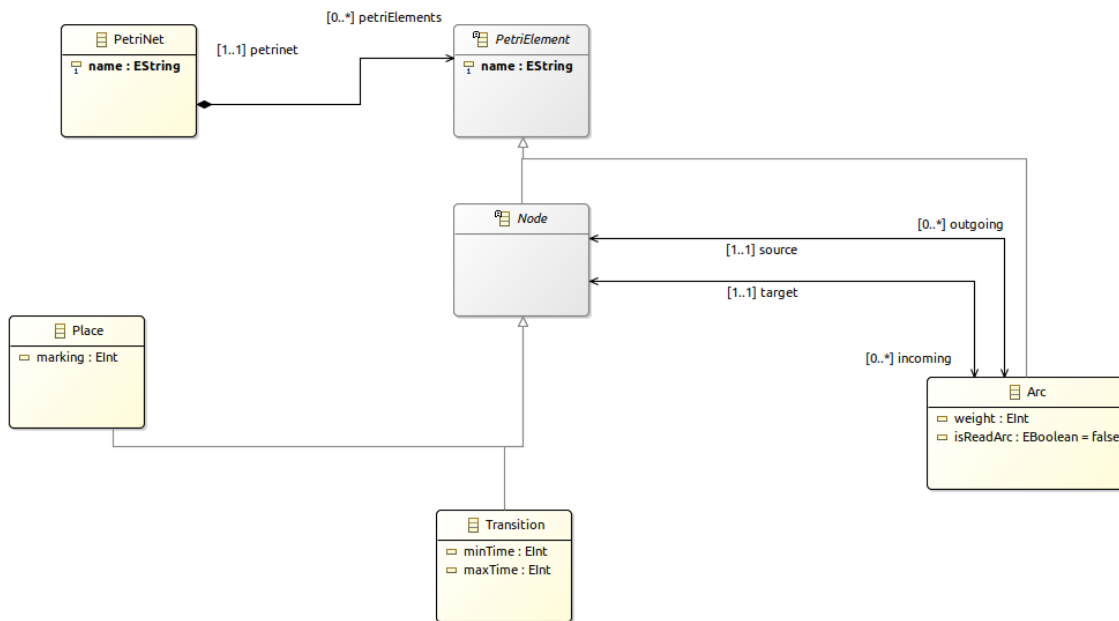 [0..*] petriElements
PetriNet
PetriElement
[1..1] petrinet
name : EString
name : EString
Node
[0..*] outgoing
[1..1] source
[1..1] target
Place
marking : EInt
[0..*] incoming
Arc
weight : EInt
isReadArc : EBoolean = false
Transition
minTime : EInt
maxTime : EInt